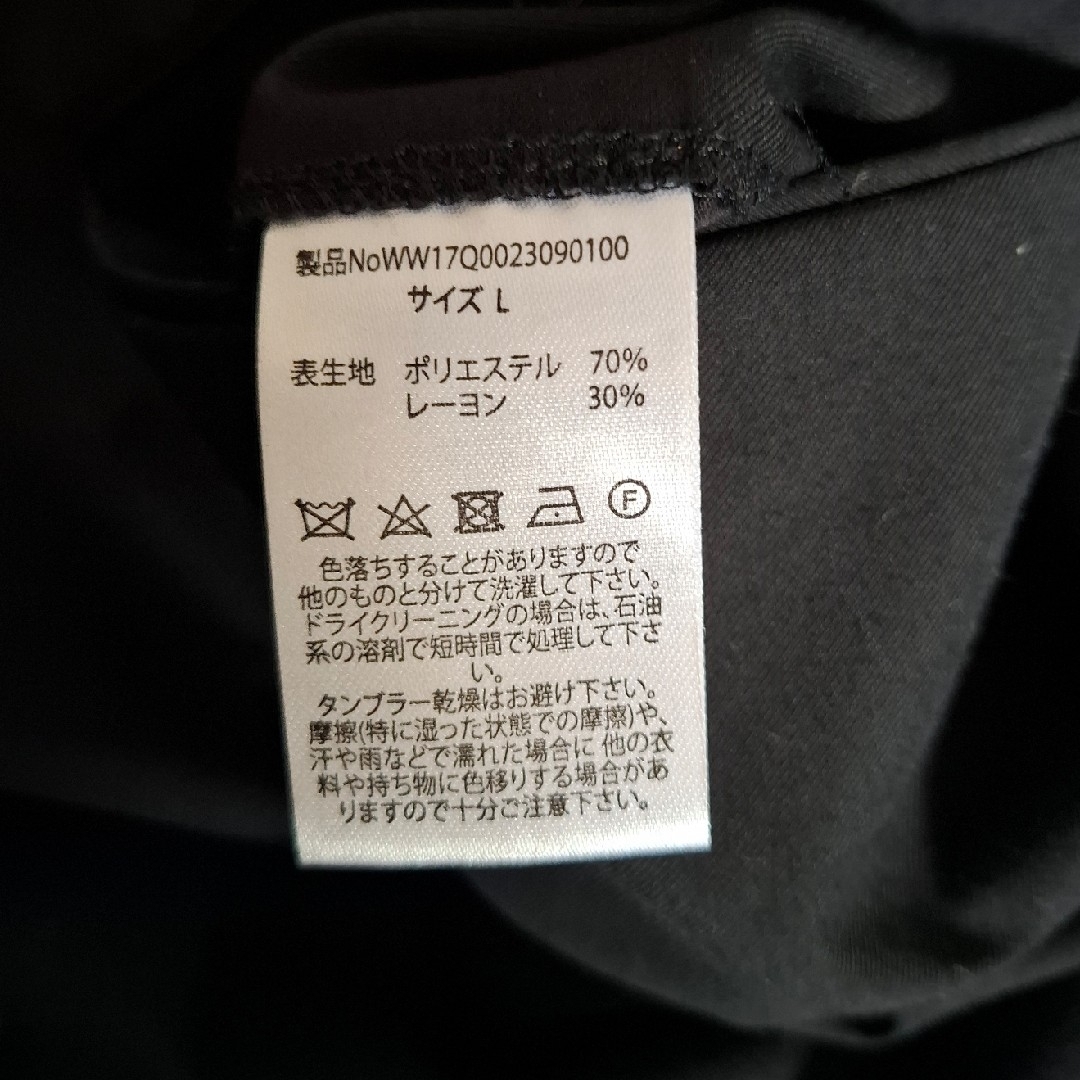 製品NoWW17Q0023090100
サイズ L
表生地 ポリエステル 70%
レーヨン 30%
F
色落ちすることがありますので
他のものと分けて洗濯して下さい。
ドライクリーニングの場合は、石油
系の溶剤で短時間で処理して下さ
い。
タンブラー乾燥はお避け下さい。
摩擦(特に湿った状態での摩擦)や、
汗や雨などで濡れた場合に 他の衣
料や持ち物に色移りする場合があ
りますので十分ご注意下さい。